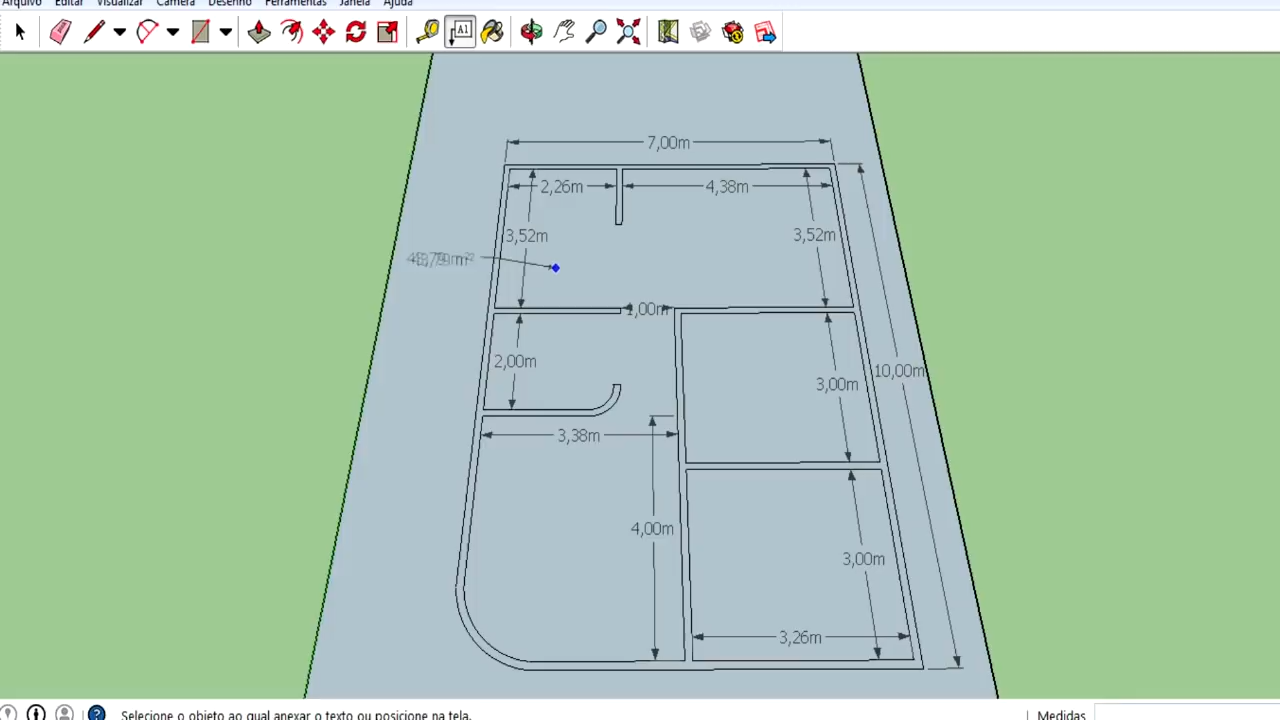 Arquivo Editar Visualizar Câmera Desenho Ferramentas Janela Ajuda
A1
7,00m
2,26m 4,38m
3,52m 3,52m
1,00m
2,00m 10,00m
3,00m
3,38m
4,00m
3,00m
3,26m
Selecione o objeto ao qual anexar o texto ou posicione na tela. Medidas